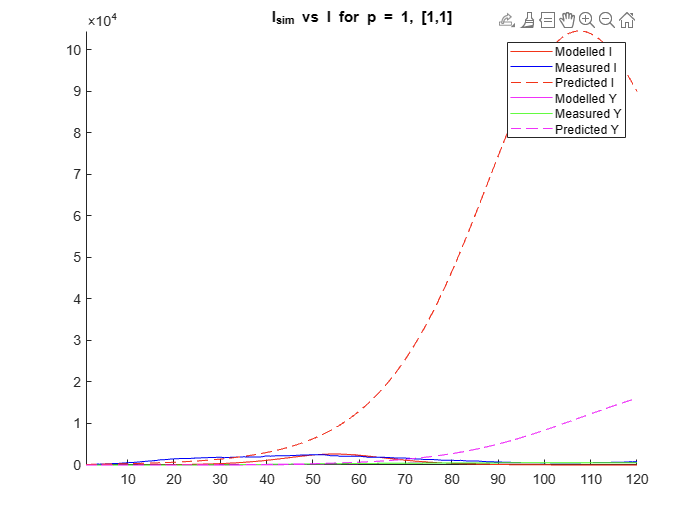 ×10⁴
I_sim vs I for p = 1, [1,1]
10
9
8
7
6
5
4
3
2
1
0
Modelled I
Measured I
Predicted I
Modelled Y
Measured Y
Predicted Y
10 20 30 40 50 60 70 80 90 100 110 120